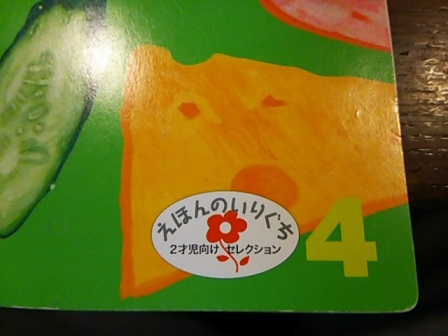 えほんのいりぐち
2才児向け セレクション
4